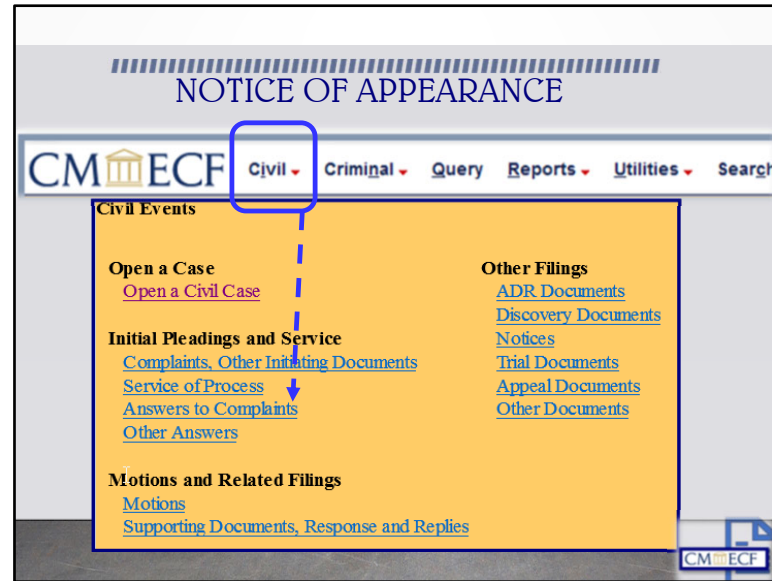 NOTICE OF APPEARANCE
CM ECF Civil Criminal Query Reports Utilities Search
Civil Events
Open a Case
Open a Civil Case
Initial Pleadings and Service
Complaints, Other Initiating Documents
Service of Process
Answers to Complaints
Other Answers
Motions and Related Filings
Motions
Supporting Documents, Response and Replies
Other Filings
ADR Documents
Discovery Documents
Notices
Trial Documents
Appeal Documents
Other Documents
CM ECF